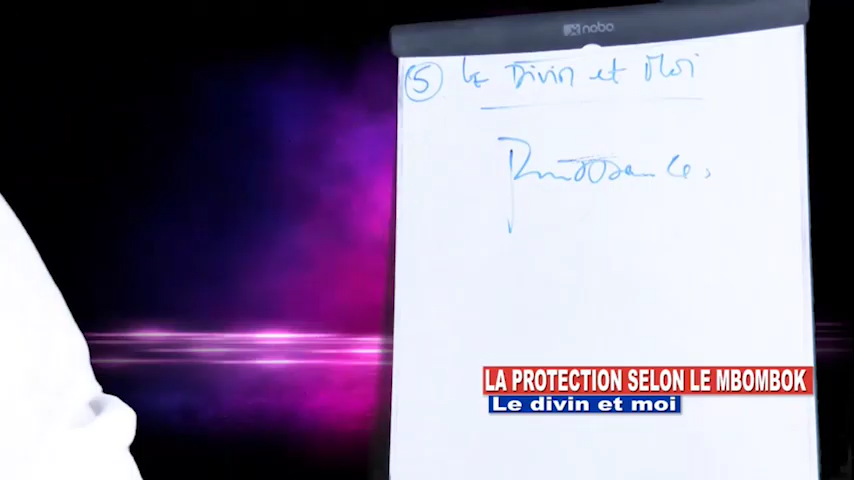 nobo
5 Le Divin et Moi
LA PROTECTION SELON LE MBOMBOK
Le divin et moi